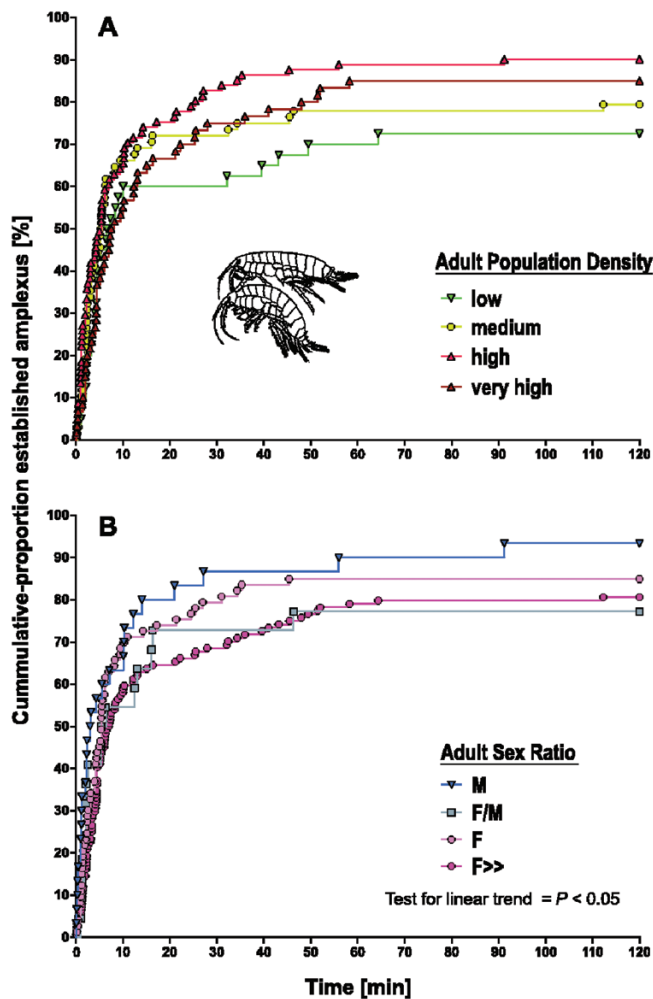 Cummulative-proportion established amplexus [%]
A
100
90
80
70
60
50
40
30
20
10
0
0 10 20 30 40 50 60 70 80 90 100 110 120
Adult Population Density
low
medium
high
very high
B
100
90
80
70
60
50
40
30
20
10
0
0 10 20 30 40 50 60 70 80 90 100 110 120
Adult Sex Ratio
M
F/M
F
F>>
Test for linear trend = P < 0.05
Time [min]